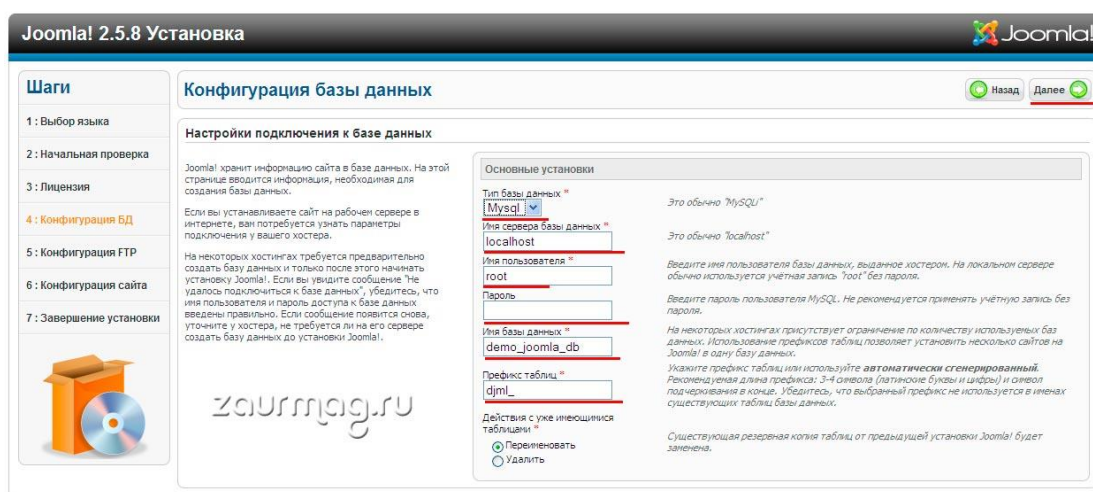 Joomla! 2.5.8 Установка
Joomla!
Шаги
1 : Выбор языка
2 : Начальная проверка
3 : Лицензия
4 : Конфигурация БД
5 : Конфигурация FTP
6 : Конфигурация сайта
7 : Завершение установки
Конфигурация базы данных
Назад
Далее
Настройки подключения к базе данных
Joomla! хранит информацию сайта в базе данных. На этой
странице вводится информация, необходимая для
создания базы данных.
Если вы устанавливаете сайт на рабочем сервере в
интернете, вам потребуется узнать параметры
подключения у вашего хостера.
На некоторых хостингах требуется предварительно
создать базу данных и только после этого начинать
установку Joomla!. Если вы увидите сообщение "Не
удалось подключиться к базе данных", убедитесь, что
имя пользователя и пароль доступа к базе данных
введены правильно. Если сообщение появится снова,
уточните у хостера, не требуется ли на его сервере
создать базу данных до установки Joomla!.
zaurmag.ru
Основные установки
Тип базы данных *
Mysql
Это обычно "MySQLi"
Имя сервера базы данных *
localhost
Это обычно "localhost"
Имя пользователя *
root
Введите имя пользователя базы данных, выданное хостером. На локальном сервере
обычно используется учётная запись "root" без пароля.
Пароль
Введите пароль пользователя MySQL. Не рекомендуется применять учётную запись без
пароля.
Имя базы данных *
demo_joomla_db
На некоторых хостингах присутствует ограничение по количеству используемых баз
данных. Использование префиксов таблиц позволяет установить несколько сайтов на
Joomla! в одну базу данных.
Префикс таблиц *
djml_
Укажите префикс таблиц или используйте автоматически сгенерированный.
Рекомендуемая длина префикса: 3-4 символа (латинские буквы и цифры) и символ
подчеркивания в конце. Убедитесь, что выбранный префикс не используется в именах
существующих таблиц базы данных.
Действия с уже имеющимися
таблицами *
Переименовать
Удалить
Существующая резервная копия таблиц от предыдущей установки Joomla! будет
заменена.